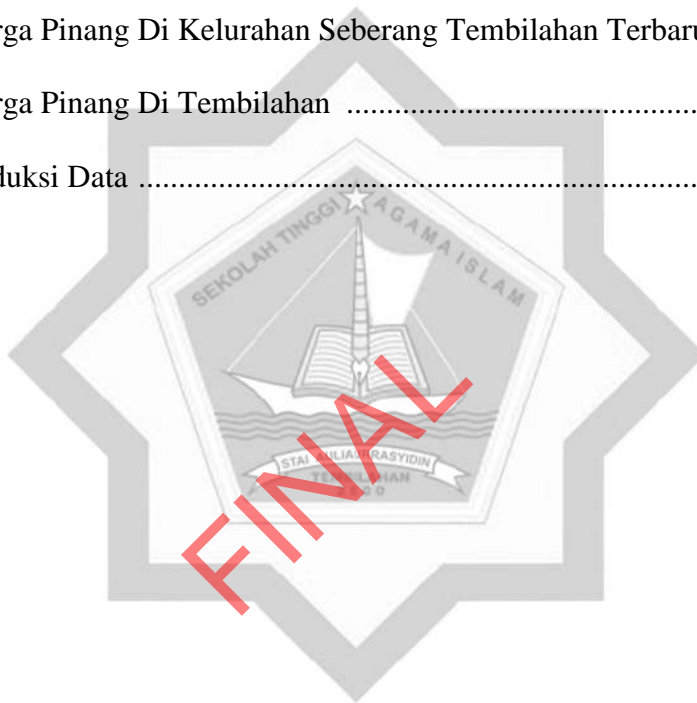 rga Pinang Di Kelurahan Seberang Tembilahan Terbaru
rga Pinang Di Tembilahan ......................................................
duksi Data ...............................................................................
SEKOLAH TINGGI AGAMA ISLAM
STAI AULIAURRASYIDIN
TEMBILAHAN
FINAL